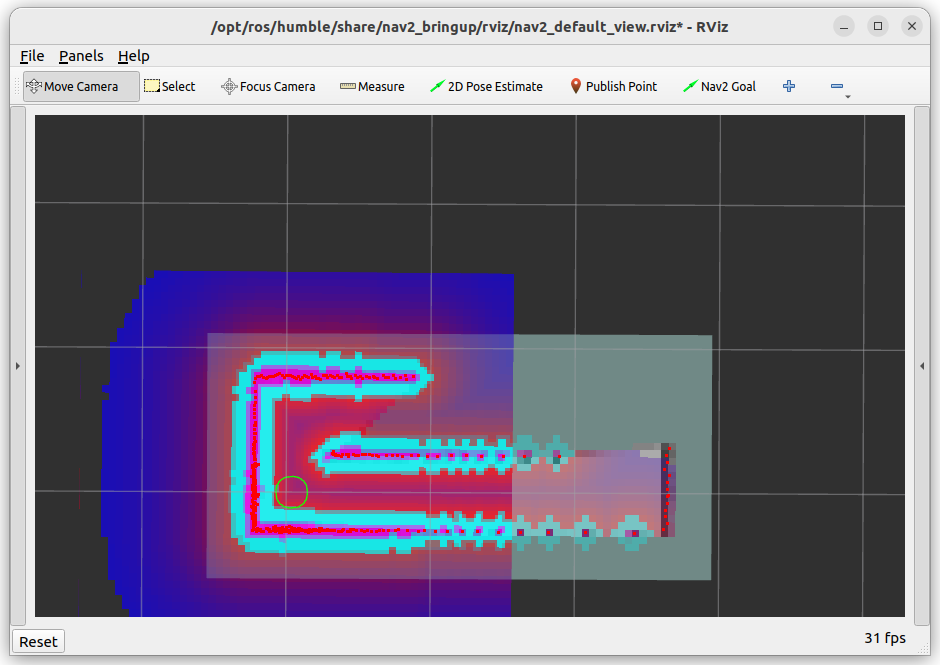 /opt/ros/humble/share/nav2_bringup/rviz/nav2_default_view.rviz* - RViz
File Panels Help
Move Camera Select Focus Camera Measure 2D Pose Estimate Publish Point Nav2 Goal
Reset 31 fps